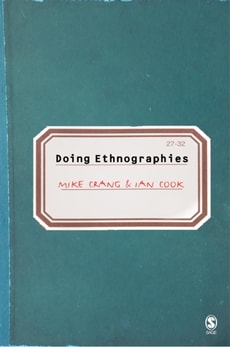 27-32
Doing Ethnographies
MIKE CRANG & IAN COOK
S
SAGE